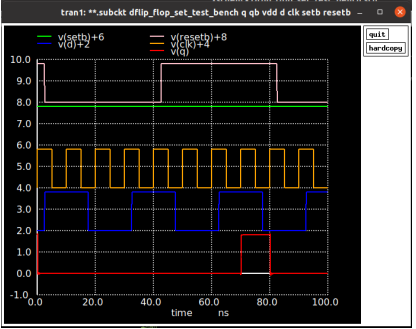 tran1: **.subckt dflip_flop_set_test_bench q qb vdd d clk setb resetb
quit
hardcopy
v(setb)+6 v(resetb)+8
v(d)+2 v(clk)+4
v(q)
10.0
9.0
8.0
7.0
6.0
5.0
4.0
3.0
2.0
1.0
0.0
-1.0
0.0 20.0 40.0 60.0 80.0 100.0
time ns